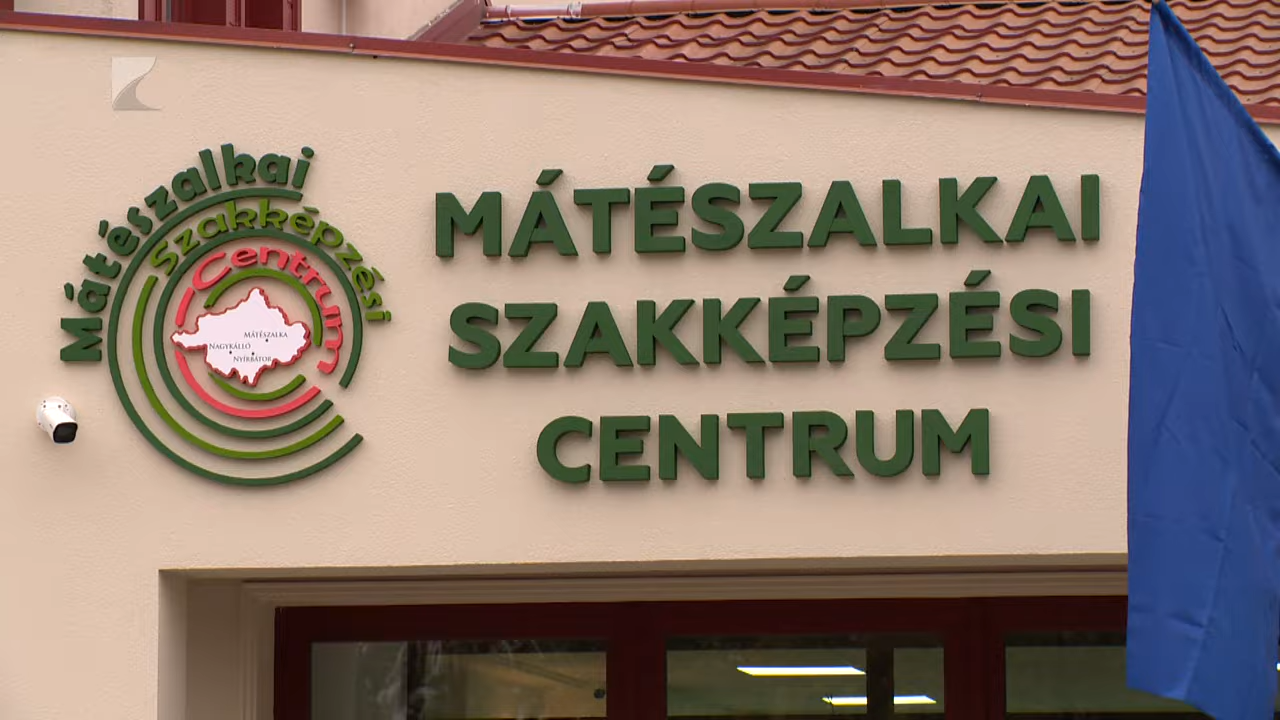 Mátészalkai
Szakképzési
Centrum
MÁTÉSZALKA
NAGYKÁLLÓ
NYÍRBÁTOR
MÁTÉSZALKAI
SZAKKÉPZÉSI
CENTRUM